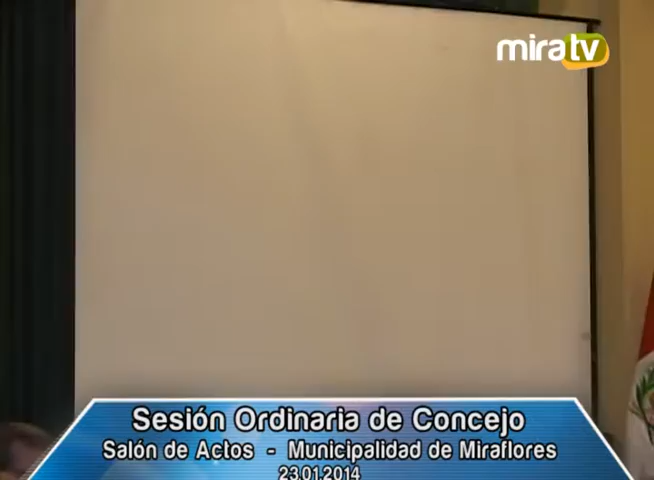 miratv
Sesión Ordinaria de Concejo
Salón de Actos - Municipalidad de Miraflores
23.01.2014